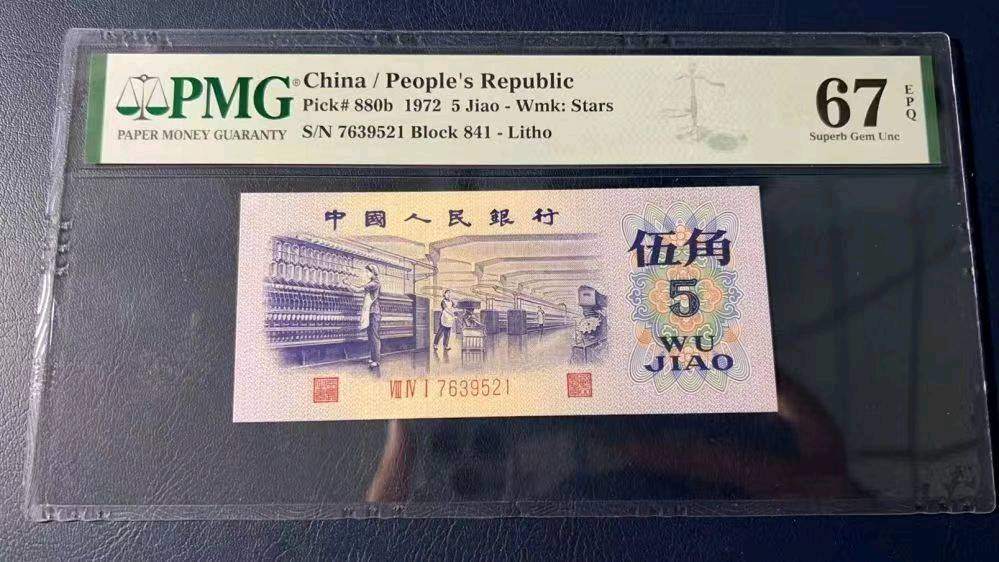 PMG® China / People's Republic
PAPER MONEY GUARANTY
Pick# 880b 1972 5 Jiao - Wmk: Stars
S/N 7639521 Block 841 - Litho
67 EPQ
Superb Gem Unc
中國人民銀行
伍角
5
WU
JIAO
VIII IV I 7639521